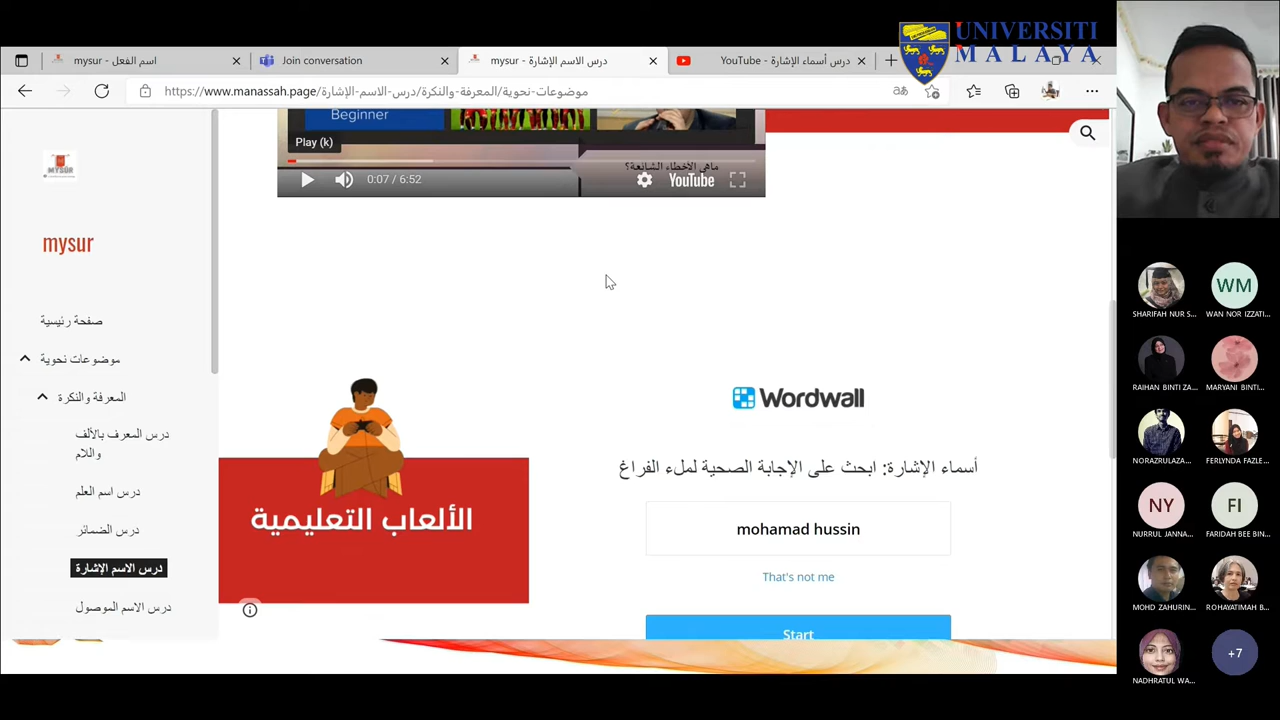 UNIVERSITI
MALAYA
mysur - اسم الفعل
Join conversation
mysur - درس الاسم الإشارة
YouTube - درس أسماء الإشارة
https://www.manassah.page/موضوعات-نحوية/المعرفة-والنكرة/درس-الاسم-الإشارة
Beginner
Play (k)
ماهي الأخطاء الشائعة؟
0:07 / 6:52
YouTube
MYSUR
mysur
صفحة رئيسية
موضوعات نحوية
المعرفة والنكرة
درس المعرف بالألف
واللام
درس اسم العلم
درس الضمائر
درس الاسم الإشارة
درس الاسم الموصول
الألعاب التعليمية
Wordwall
أسماء الإشارة: ابحث على الإجابة الصحية لملء الفراغ
mohamad hussin
That's not me
Start
SHARIFAH NUR S...
WM
WAN NOR IZZATI...
RAIHAN BINTI ZA...
MARYANI BINTI...
NORAZRULAZA...
FERLYNDA FAZLE...
NY
NURRUL JANNA...
FI
FARIDAH BEE BIN...
MOHD ZAHURIN...
ROHAYATIMAH B...
NADHRATUL WA...
+7